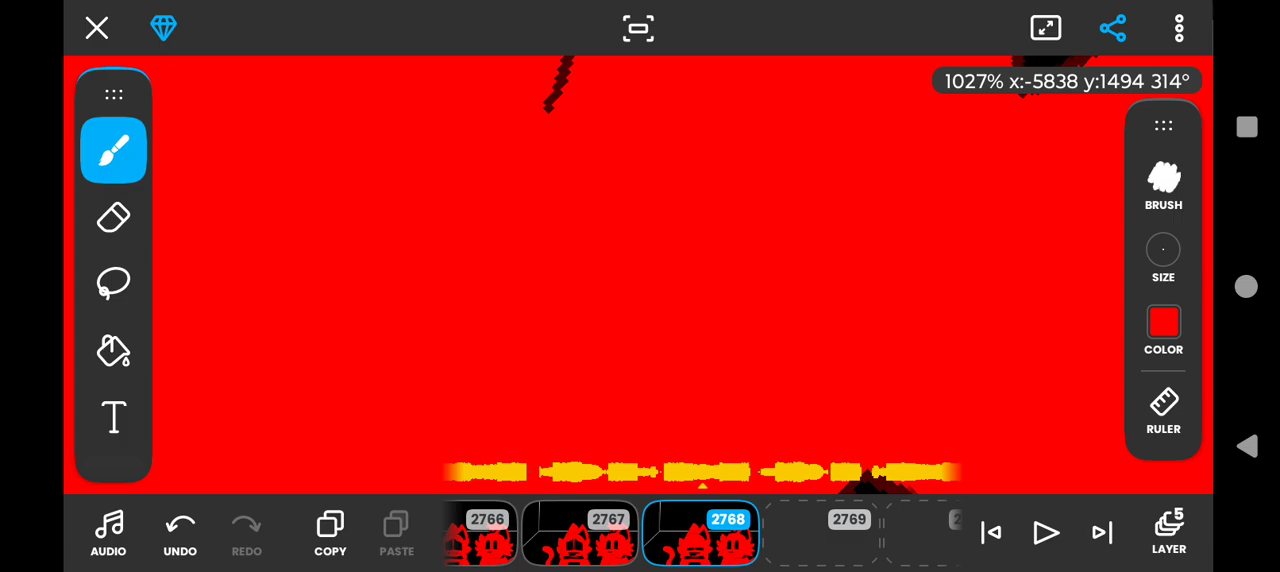 1027% x:-5838 y:1494 314°
BRUSH
SIZE
COLOR
RULER
2766
2767
2768
2769
2
AUDIO
UNDO
REDO
COPY
PASTE
5
LAYER